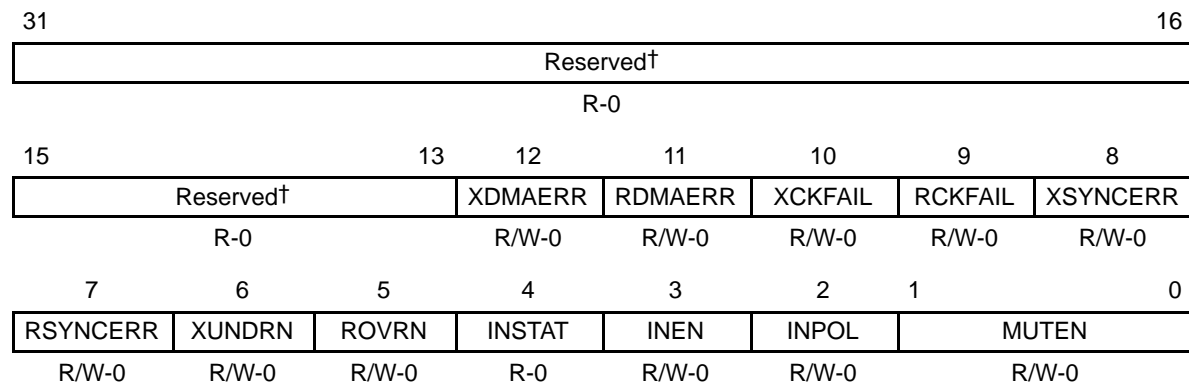 31 16
Reserved†
R-0
15 13 12 11 10 9 8
Reserved† XDMAERR RDMAERR XCKFAIL RCKFAIL XSYNCERR
R-0 R/W-0 R/W-0 R/W-0 R/W-0 R/W-0
7 6 5 4 3 2 1 0
RSYNCERR XUNDRN ROVRN INSTAT INEN INPOL MUTEN
R/W-0 R/W-0 R/W-0 R-0 R/W-0 R/W-0 R/W-0